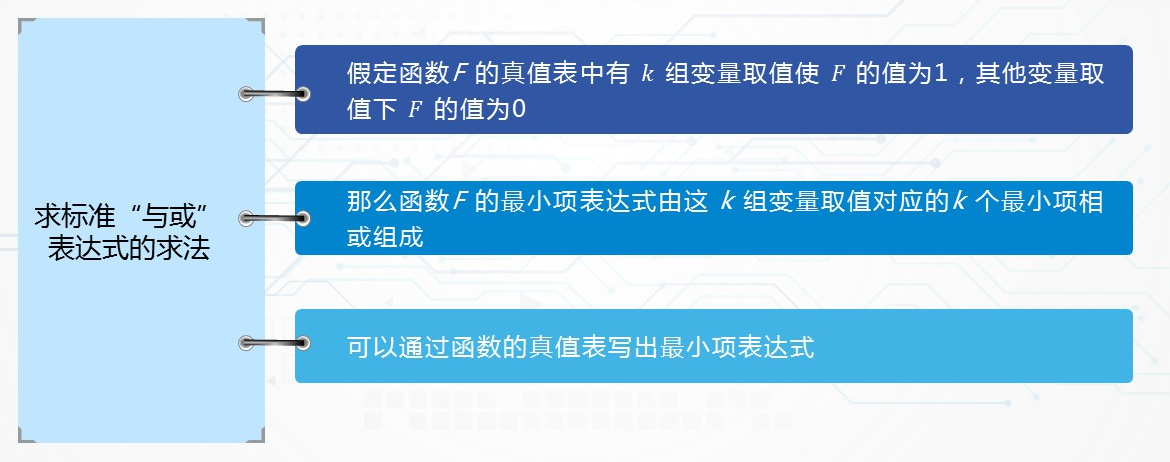 求标准“与或”
表达式的求法
假定函数F 的真值表中有 k 组变量取值使 F 的值为1，其他变量取
值下 F 的值为0
那么函数F 的最小项表达式由这 k 组变量取值对应的k 个最小项相
或组成
可以通过函数的真值表写出最小项表达式